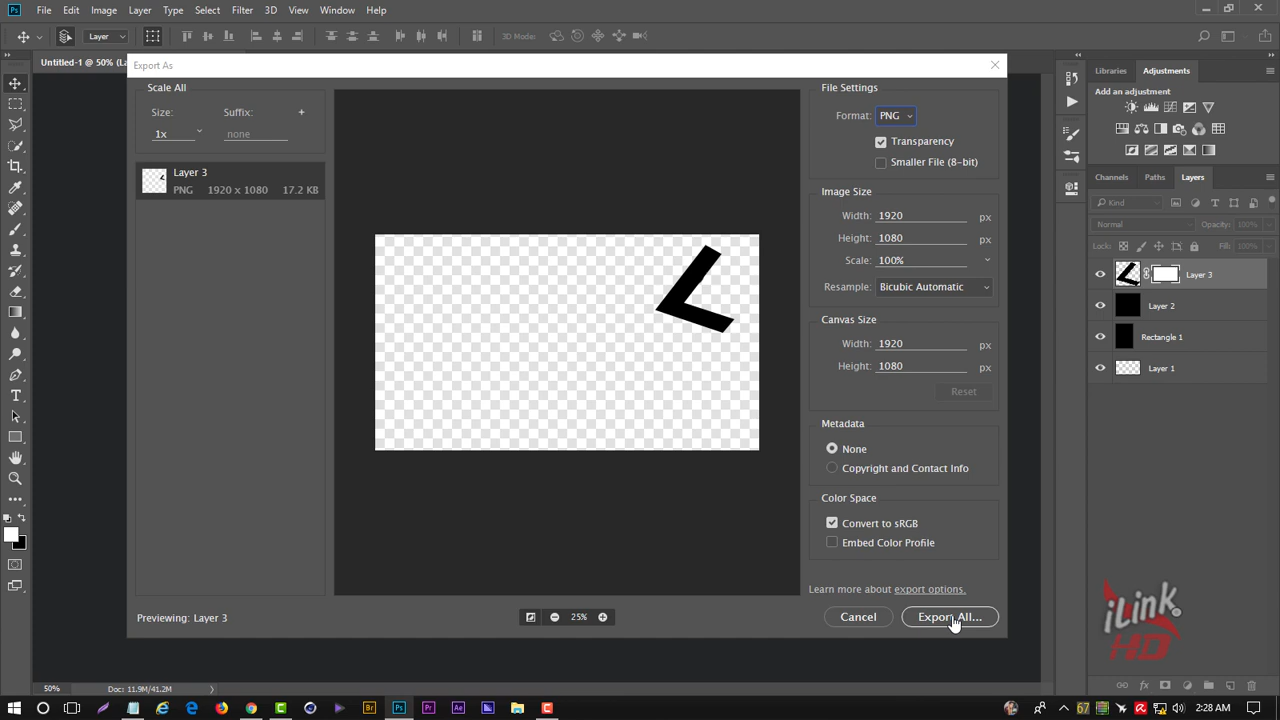 Ps File Edit Image Layer Type Select Filter 3D View Window Help
Layer 3D Mode:
Untitled-1 @ 50% (La
Export As
Scale All
Size: Suffix: +
1x none
Layer 3
PNG 1920 x 1080 17.2 KB
Previewing: Layer 3
25%
File Settings
Format: PNG
Transparency
Smaller File (8-bit)
Image Size
Width: 1920 px
Height: 1080 px
Scale: 100%
Resample: Bicubic Automatic
Canvas Size
Width: 1920 px
Height: 1080 px
Reset
Metadata
None
Copyright and Contact Info
Color Space
Convert to sRGB
Embed Color Profile
Learn more about export options.
Cancel Export All...
Libraries Adjustments
Add an adjustment
Channels Paths Layers
Kind
Normal Opacity: 100%
Lock: Fill: 100%
Layer 3
Layer 2
Rectangle 1
Layer 1
iLink
HD
50% Doc: 11.9M/41.2M
Br Ps Pr Ae 67 2:28 AM